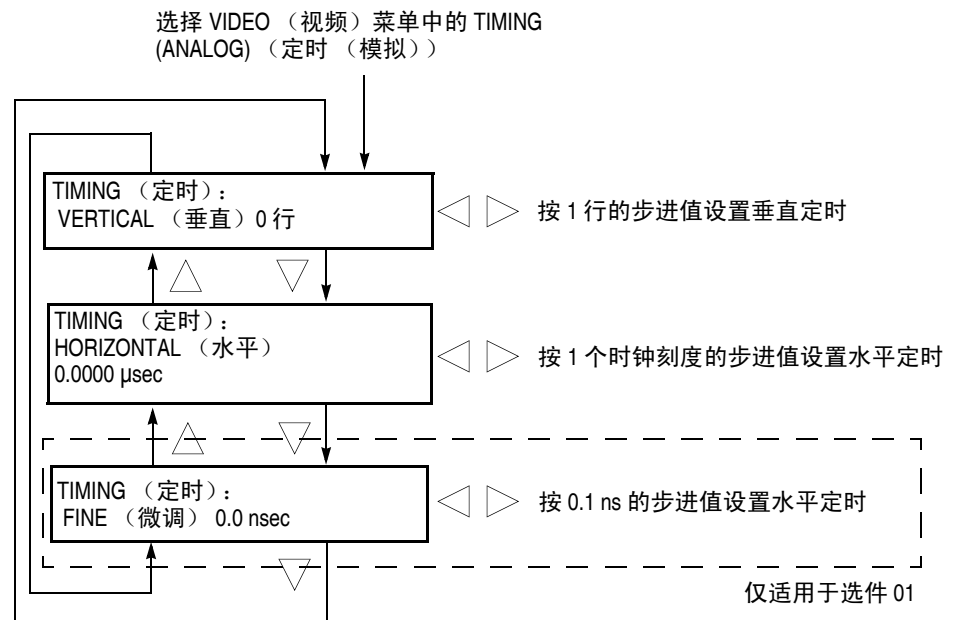 选择 VIDEO （视频）菜单中的 TIMING
(ANALOG) （定时 （模拟））
TIMING （定时）:
VERTICAL （垂直）0 行
按 1 行的步进值设置垂直定时
TIMING （定时）:
HORIZONTAL （水平）
0.0000 µsec
按 1 个时钟刻度的步进值设置水平定时
TIMING （定时）:
FINE （微调） 0.0 nsec
按 0.1 ns 的步进值设置水平定时
仅适用于选件 01